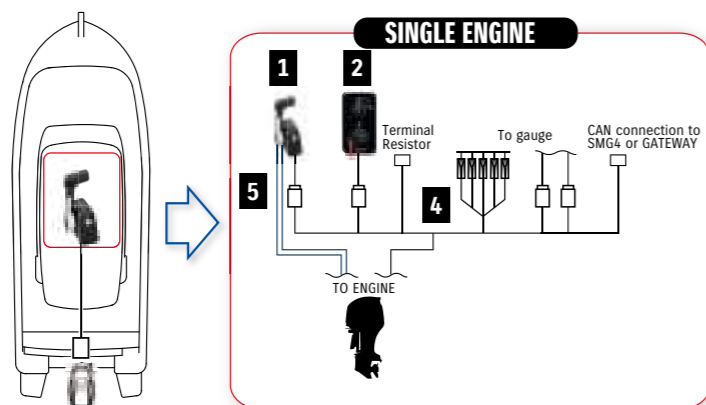 SINGLE ENGINE
1
2
Terminal
Resistor
To gauge
CAN connection to
SMG4 or GATEWAY
5
4
TO ENGINE